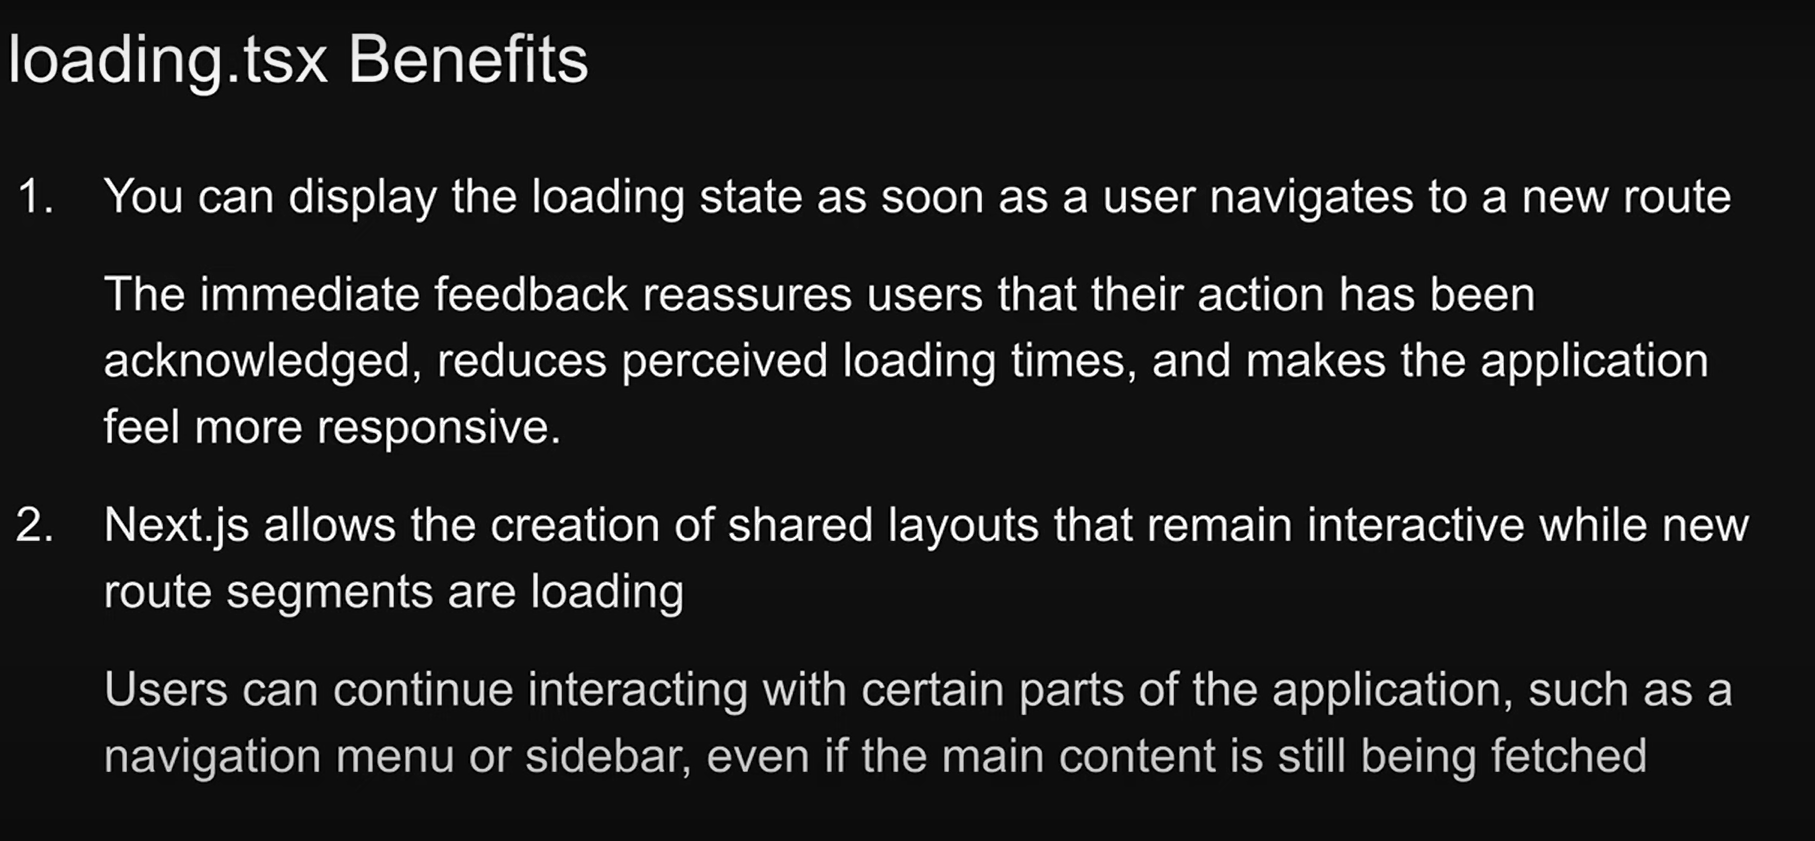 loading.tsx Benefits
1. You can display the loading state as soon as a user navigates to a new route
The immediate feedback reassures users that their action has been
acknowledged, reduces perceived loading times, and makes the application
feel more responsive.
2. Next.js allows the creation of shared layouts that remain interactive while new
route segments are loading
Users can continue interacting with certain parts of the application, such as a
navigation menu or sidebar, even if the main content is still being fetched